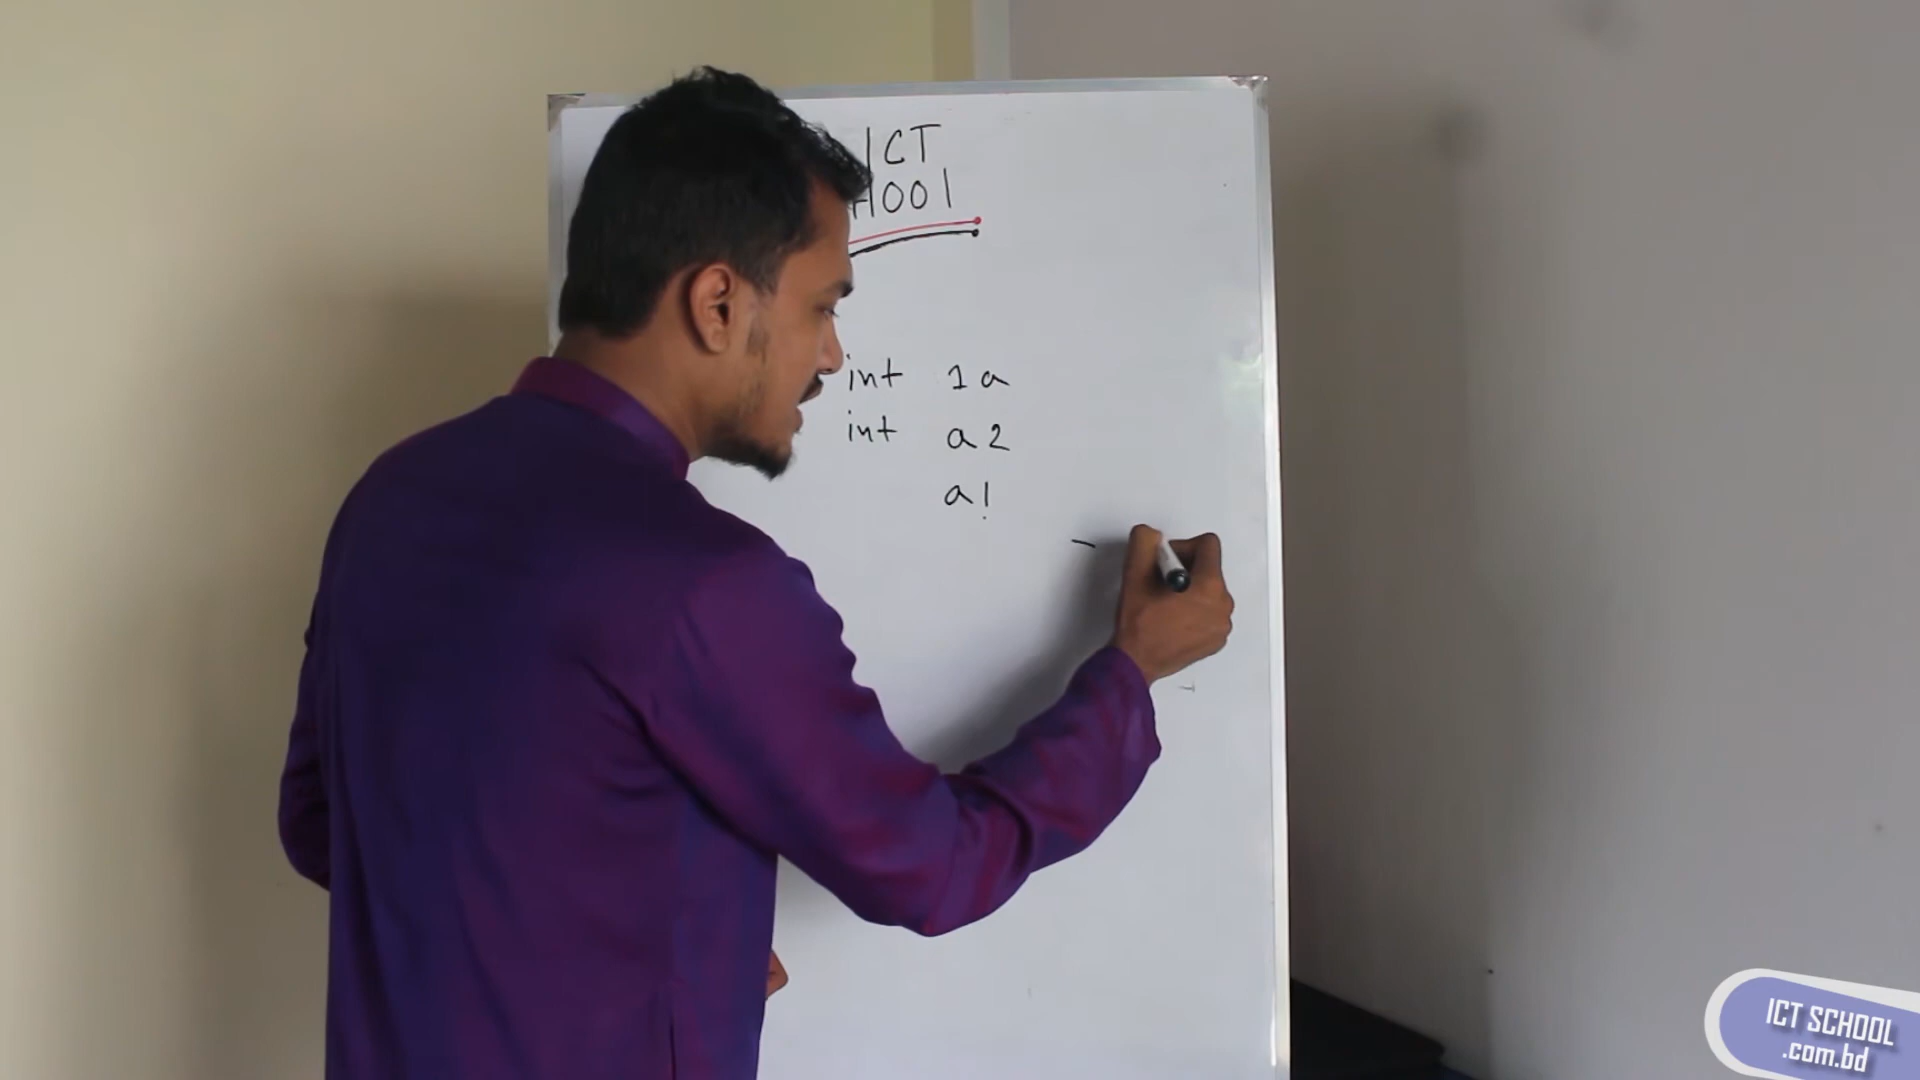 ICT
HOOL
int 1a
int a2
a!
-
ICT SCHOOL
.com.bd